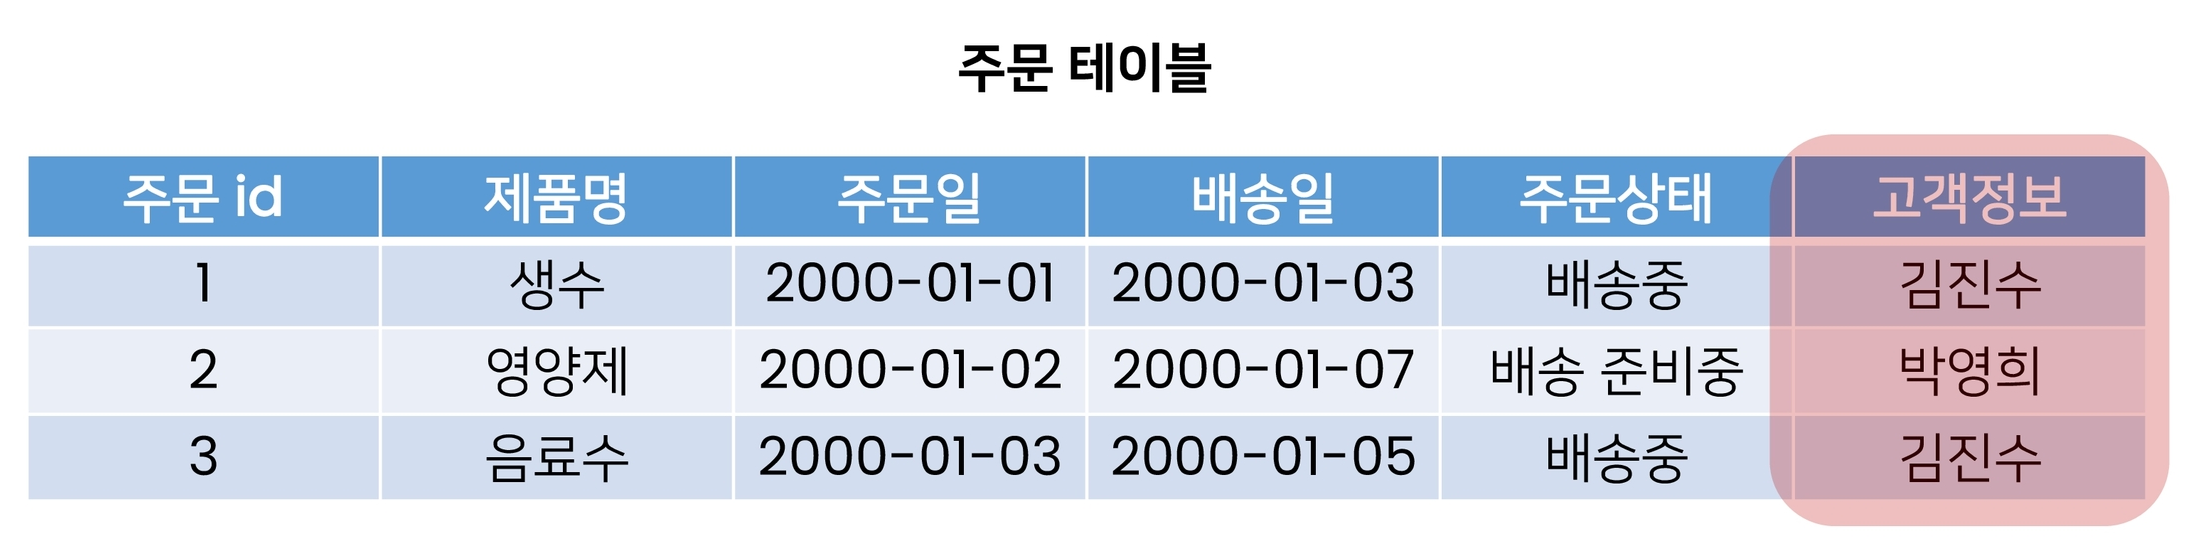 주문 테이블
주문 id 제품명 주문일 배송일 주문상태 고객정보
1 생수 2000-01-01 2000-01-03 배송중 김진수
2 영양제 2000-01-02 2000-01-07 배송 준비중 박영희
3 음료수 2000-01-03 2000-01-05 배송중 김진수